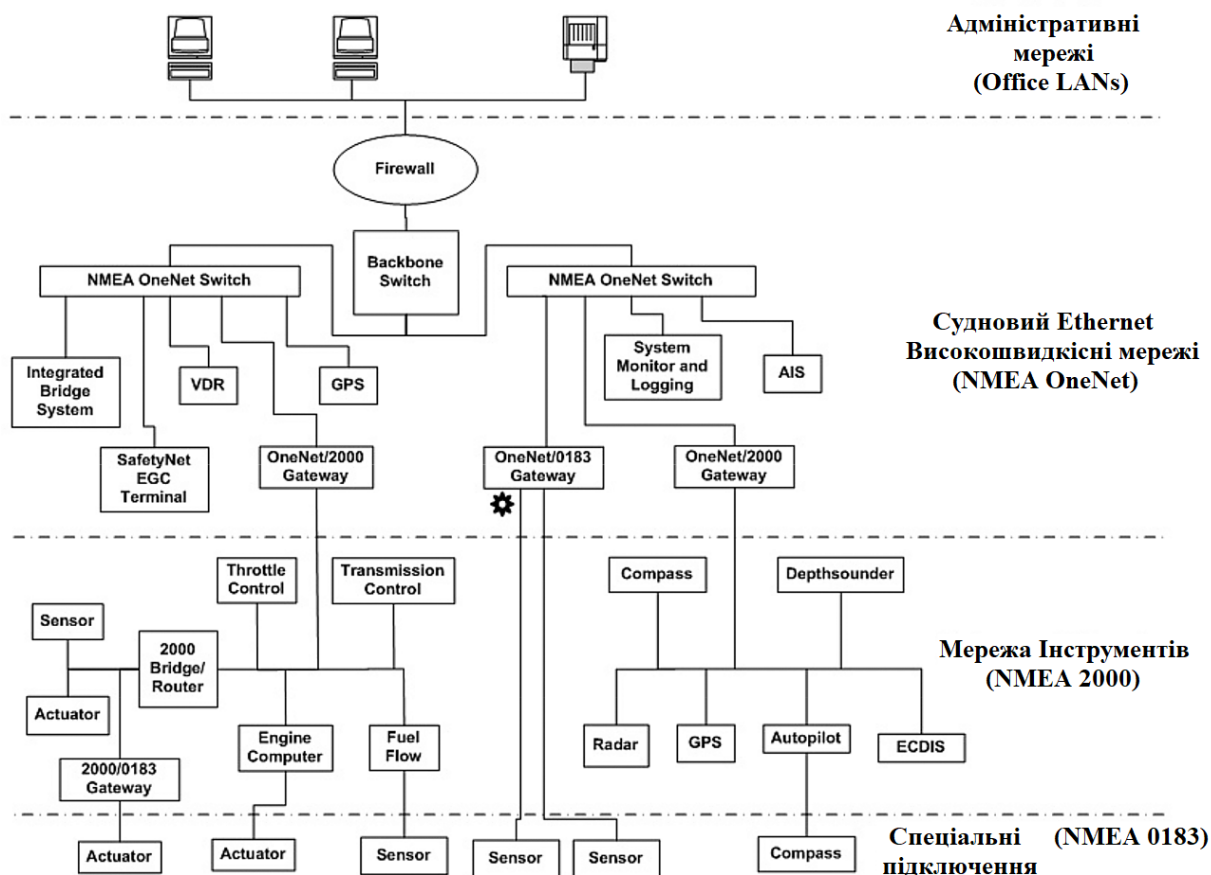 Адміністративні
мережі
(Office LANs)
Firewall
Backbone
Switch
NMEA OneNet Switch
NMEA OneNet Switch
Судновий Ethernet
Високошвидкісні мережі
(NMEA OneNet)
Integrated
Bridge
System
VDR
GPS
System
Monitor and
Logging
AIS
SafetyNet
EGC
Terminal
OneNet/2000
Gateway
OneNet/0183
Gateway
OneNet/2000
Gateway
Throttle
Control
Transmission
Control
Compass
Depthsounder
Sensor
2000
Bridge/
Router
Actuator
Мережа Інструментів
(NMEA 2000)
Engine
Computer
Fuel
Flow
Radar
GPS
Autopilot
ECDIS
2000/0183
Gateway
Actuator
Actuator
Sensor
Sensor
Sensor
Compass
Спеціальні (NMEA 0183)
підключення